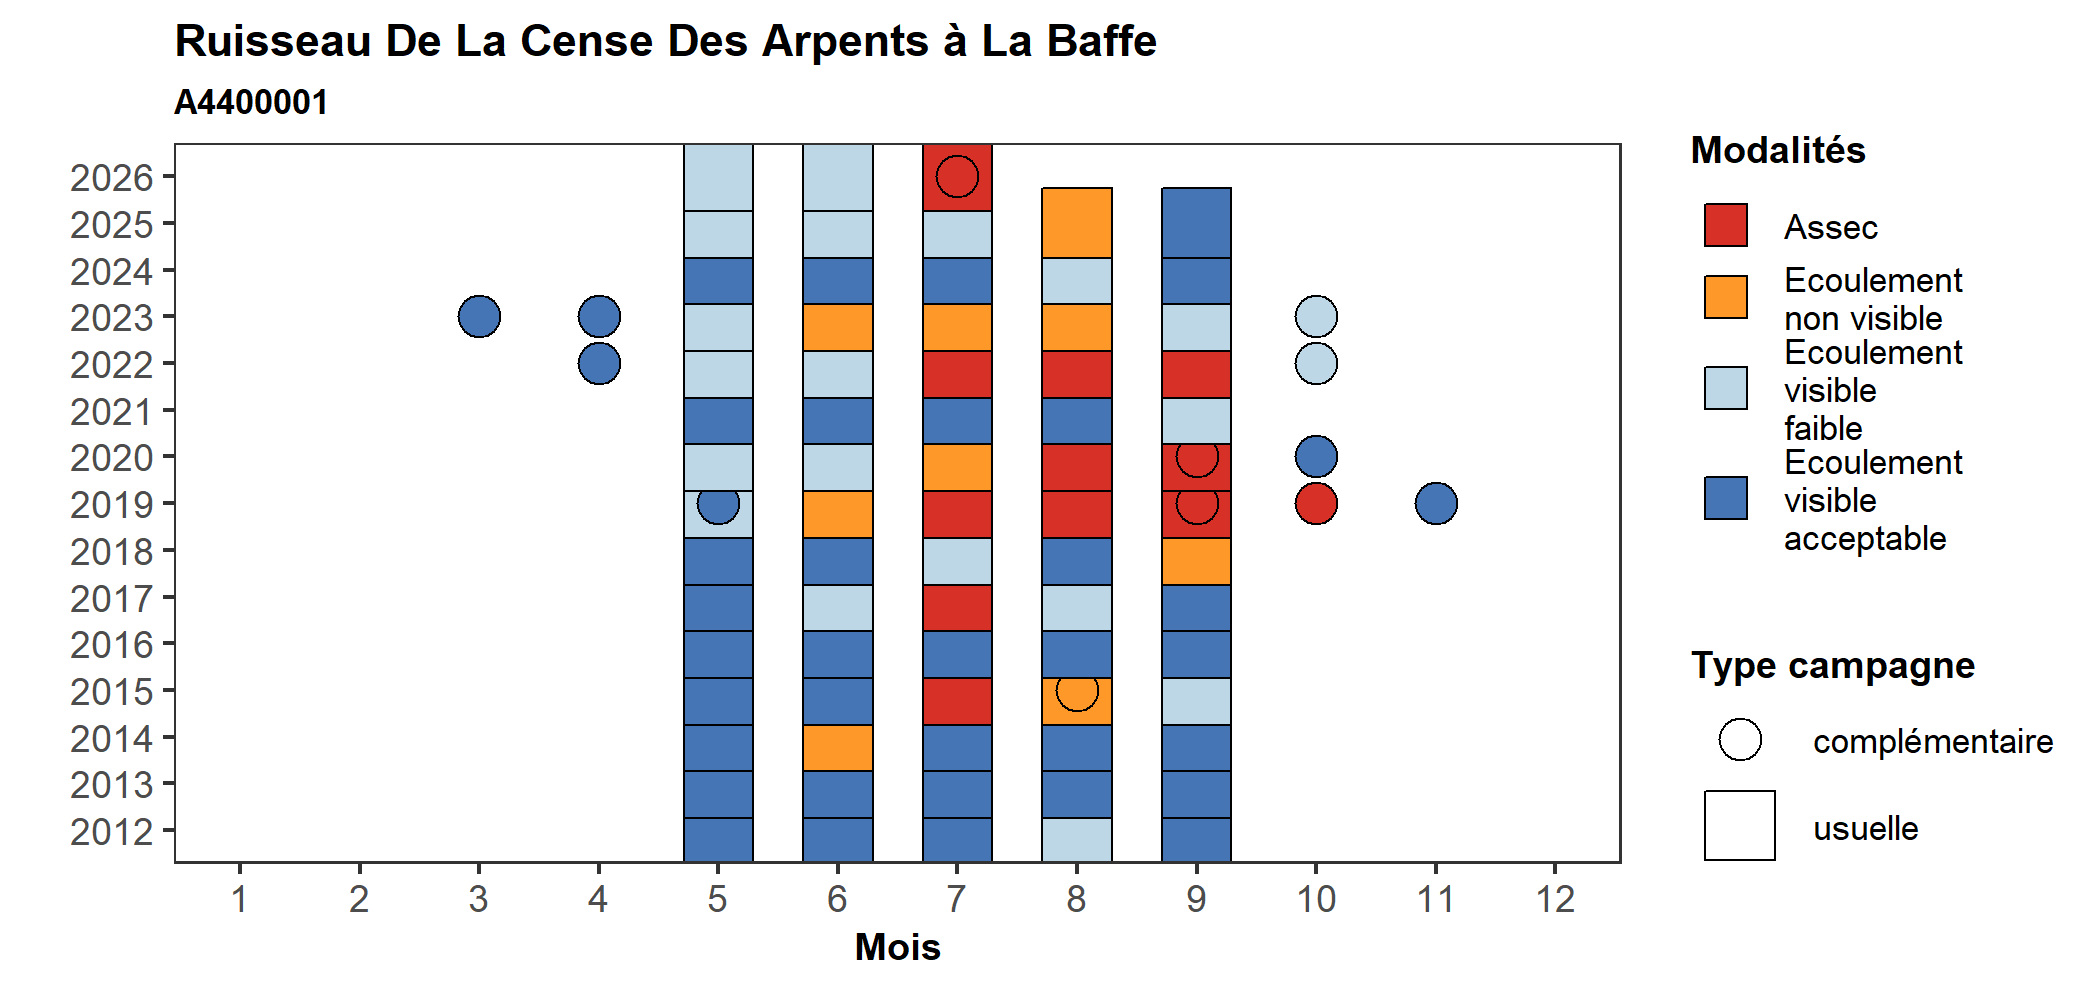 Ruisseau De La Cense Des Arpents à La Baffe
A4400001
2026
2025
2024
2023
2022
2021
2020
2019
2018
2017
2016
2015
2014
2013
2012
1 2 3 4 5 6 7 8 9 10 11 12
Mois
Modalités
Assec
Ecoulement
non visible
Ecoulement
visible
faible
Ecoulement
visible
acceptable
Type campagne
complémentaire
usuelle